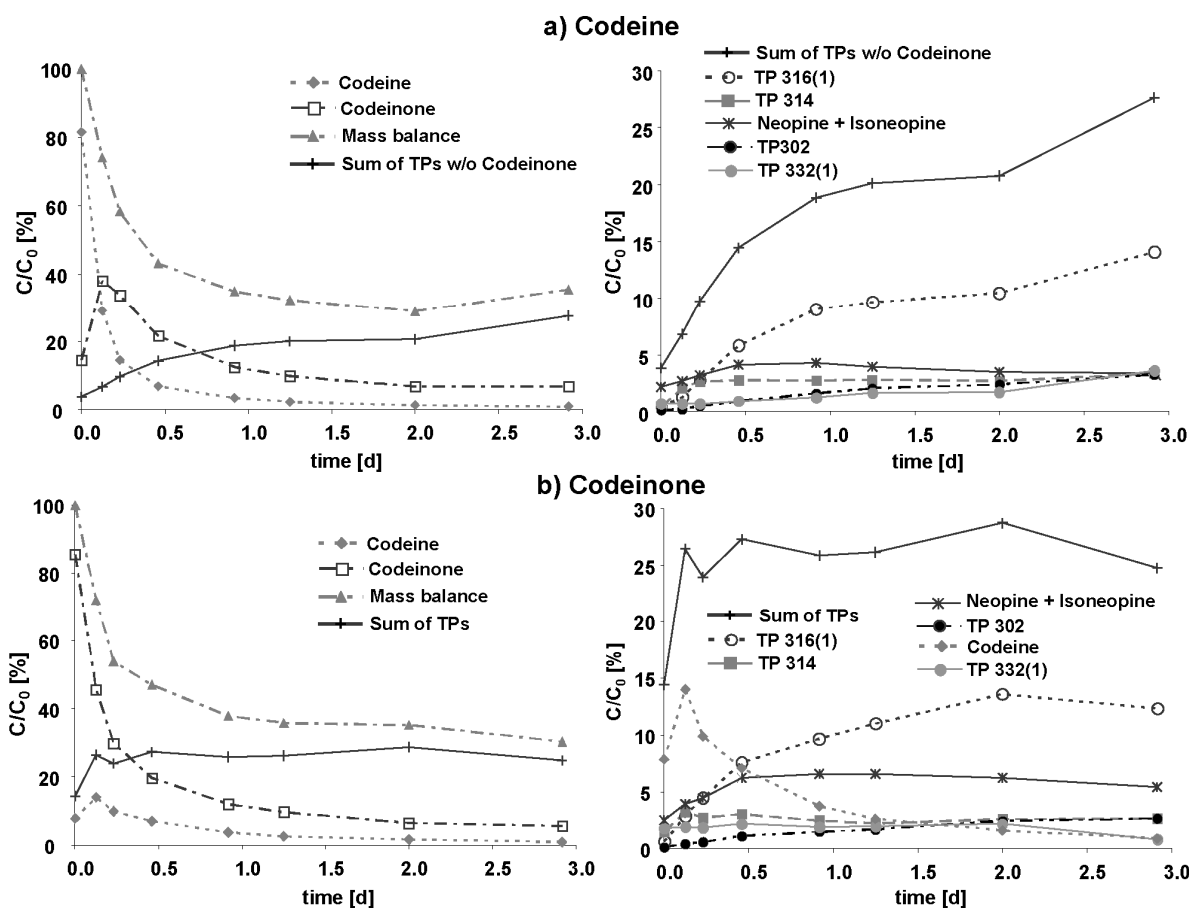 a) Codeine
100
80
60
40
20
0
C/C0 [%]
Codeine
Codeinone
Mass balance
Sum of TPs w/o Codeinone
0.0 0.5 1.0 1.5 2.0 2.5 3.0
time [d]
30
25
20
15
10
5
0
C/C0 [%]
Sum of TPs w/o Codeinone
TP 316(1)
TP 314
Neopine + Isoneopine
TP302
TP 332(1)
0.0 0.5 1.0 1.5 2.0 2.5 3.0
time [d]
b) Codeinone
100
80
60
40
20
0
C/C0 [%]
Codeine
Codeinone
Mass balance
Sum of TPs
0.0 0.5 1.0 1.5 2.0 2.5 3.0
time [d]
30
25
20
15
10
5
0
C/C0 [%]
Sum of TPs
TP 316(1)
TP 314
Neopine + Isoneopine
TP 302
Codeine
TP 332(1)
0.0 0.5 1.0 1.5 2.0 2.5 3.0
time [d]